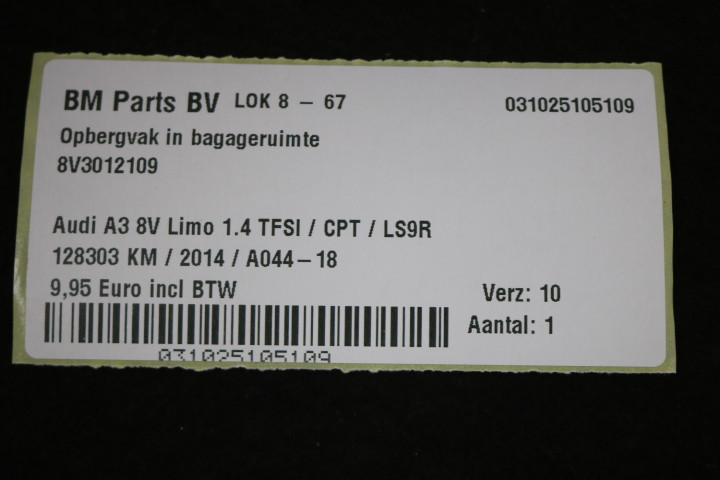 BM Parts BV LOK 8 – 67 031025105109
Opbergvak in bagageruimte
8V3012109
Audi A3 8V Limo 1.4 TFSI / CPT / LS9R
128303 KM / 2014 / A044–18
9,95 Euro incl BTW
Verz: 10
Aantal: 1
031025105109